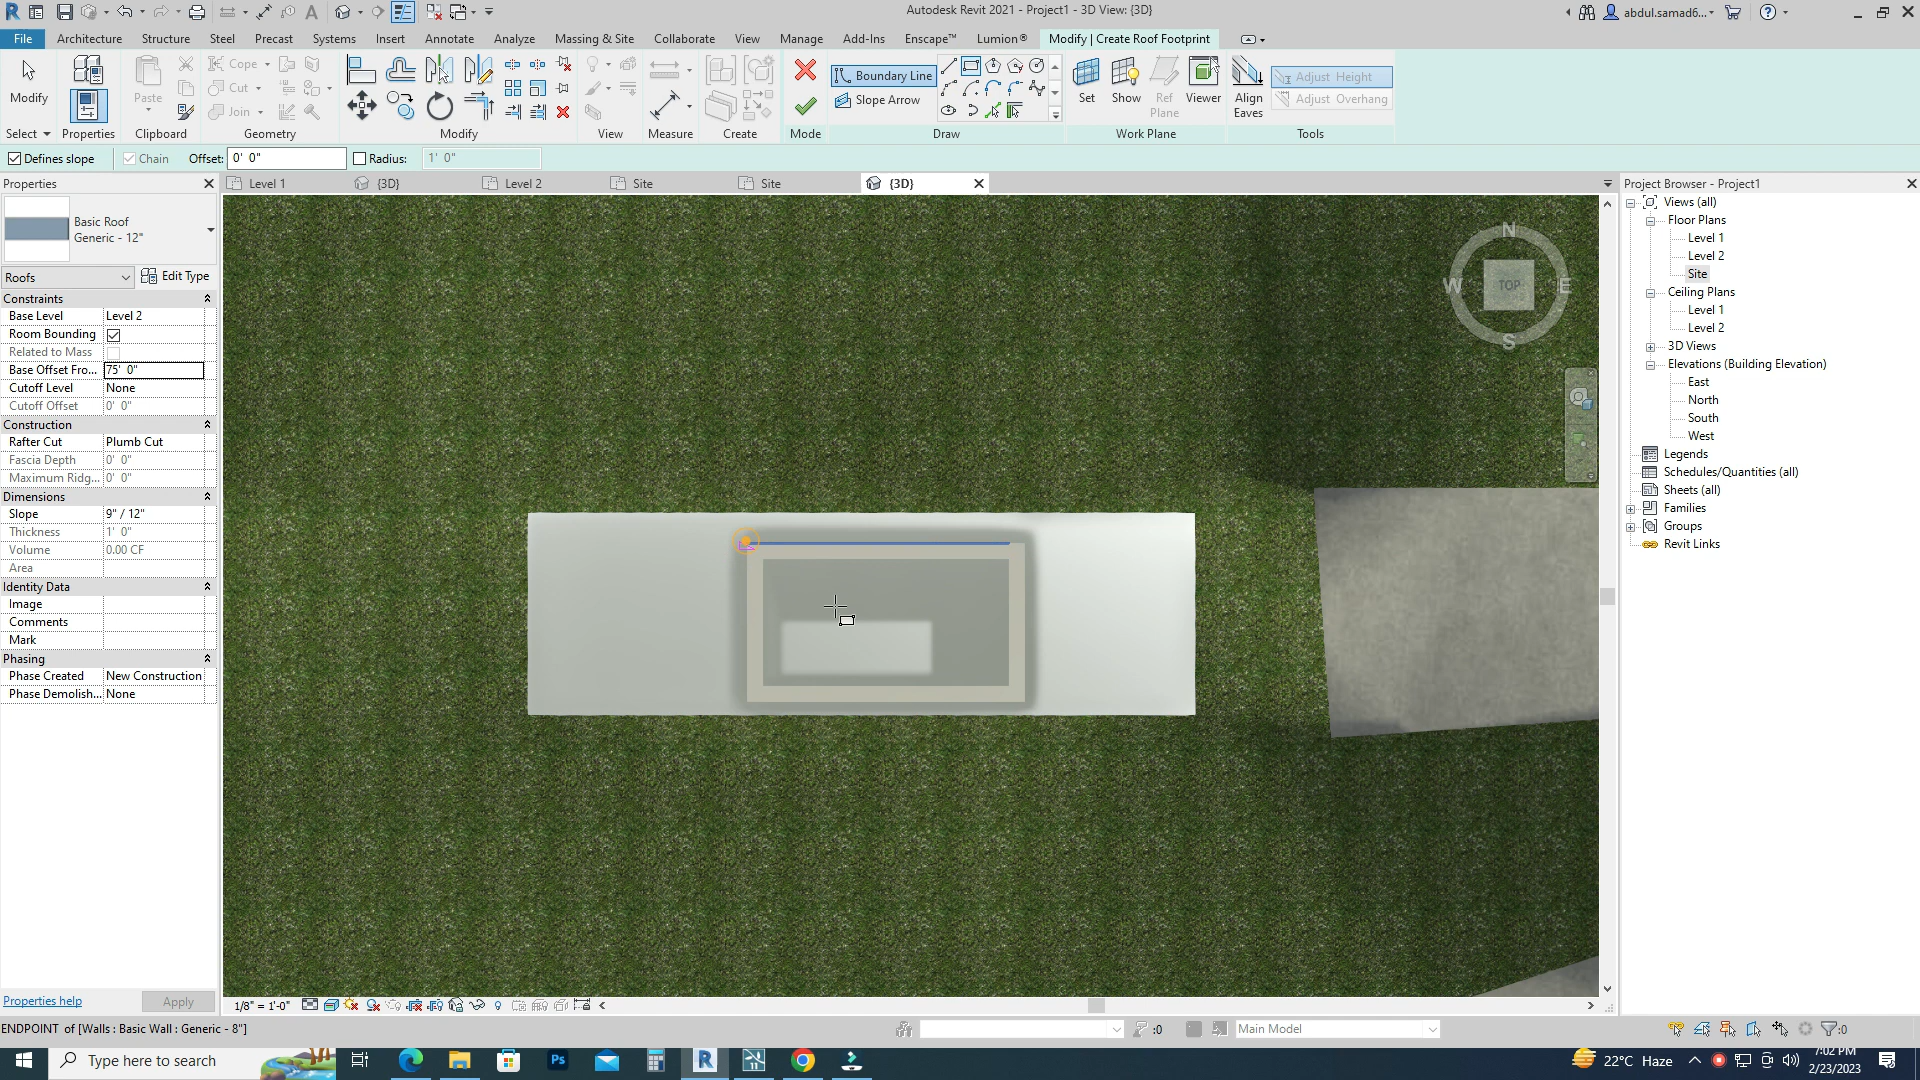 Autodesk Revit 2021 - Project1 - 3D View: {3D}
abdul.samad6...
File Architecture Structure Steel Precast Systems Insert Annotate Analyze Massing & Site Collaborate View Manage Add-Ins Enscape™ Lumion® Modify | Create Roof Footprint
Modify
Paste
Cope
Cut
Join
Boundary Line
Slope Arrow
Set
Show
Ref
Plane
Viewer
Align
Eaves
Adjust Height
Adjust Overhang
Select Properties Clipboard Geometry Modify View Measure Create Mode Draw Work Plane Tools
Defines slope Chain Offset: 0' 0" Radius: 1' 0"
Properties
Level 1 {3D} Level 2 Site Site {3D}
Project Browser - Project1
Basic Roof
Generic - 12"
Roofs Edit Type
Constraints
Base Level Level 2
Room Bounding
Related to Mass
Base Offset Fro... 75' 0"
Cutoff Level None
Cutoff Offset 0' 0"
Construction
Rafter Cut Plumb Cut
Fascia Depth 0' 0"
Maximum Ridg... 0' 0"
Dimensions
Slope 9" / 12"
Thickness 1' 0"
Volume 0.00 CF
Area
Identity Data
Image
Comments
Mark
Phasing
Phase Created New Construction
Phase Demolish... None
Properties help Apply
N
W TOP E
S
Views (all)
Floor Plans
Level 1
Level 2
Site
Ceiling Plans
Level 1
Level 2
3D Views
Elevations (Building Elevation)
East
North
South
West
Legends
Schedules/Quantities (all)
Sheets (all)
Families
Groups
Revit Links
1/8" = 1'-0"
ENDPOINT of [Walls : Basic Wall : Generic - 8"]
:0
Main Model
:0
Type here to search
22°C Haze
7:02 PM
2/23/2023